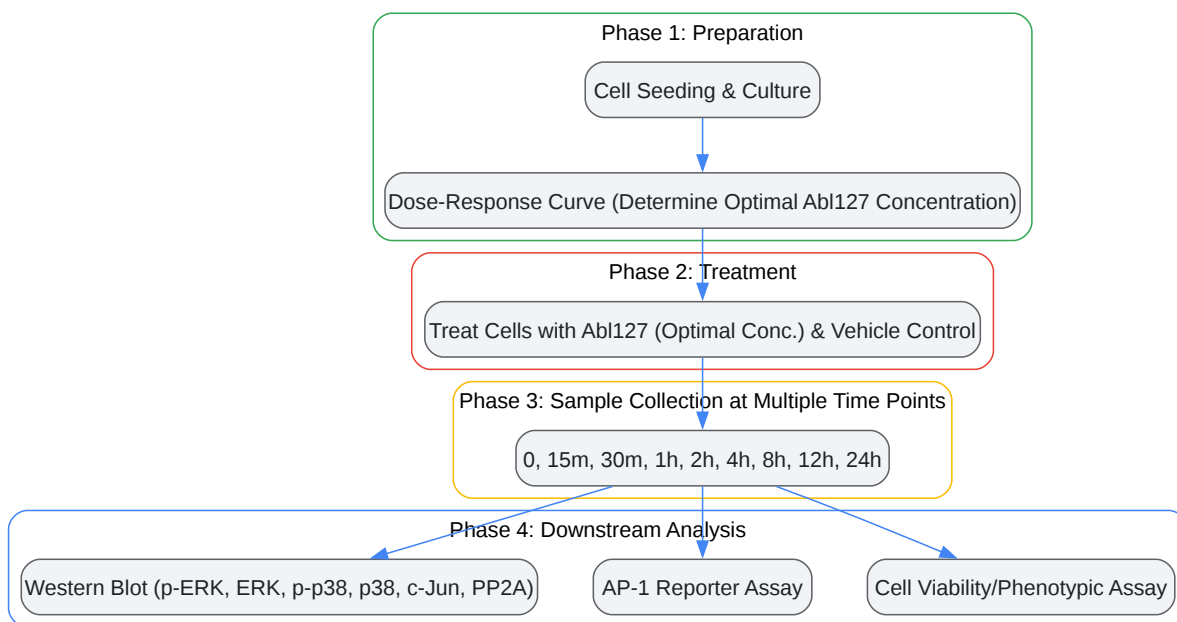 Phase 1: Preparation
Cell Seeding & Culture
Dose-Response Curve (Determine Optimal Abl127 Concentration)
Phase 2: Treatment
Treat Cells with Abl127 (Optimal Conc.) & Vehicle Control
Phase 3: Sample Collection at Multiple Time Points
0, 15m, 30m, 1h, 2h, 4h, 8h, 12h, 24h
Phase 4: Downstream Analysis
Western Blot (p-ERK, ERK, p-p38, p38, c-Jun, PP2A)
AP-1 Reporter Assay
Cell Viability/Phenotypic Assay